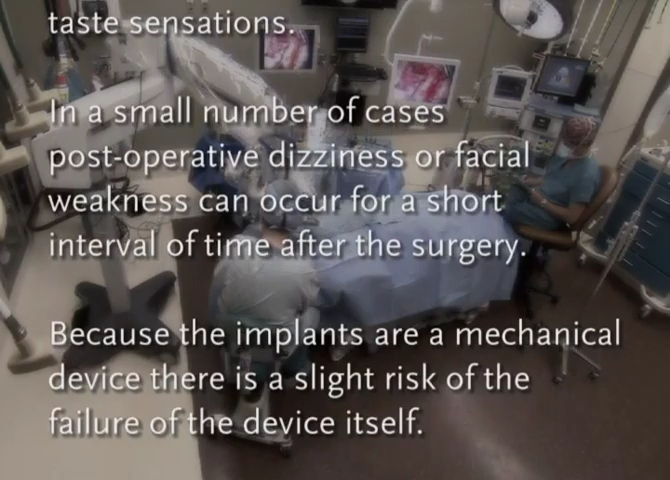 taste sensations.
In a small number of cases
post-operative dizziness or facial
weakness can occur for a short
interval of time after the surgery.
Because the implants are a mechanical
device there is a slight risk of the
failure of the device itself.